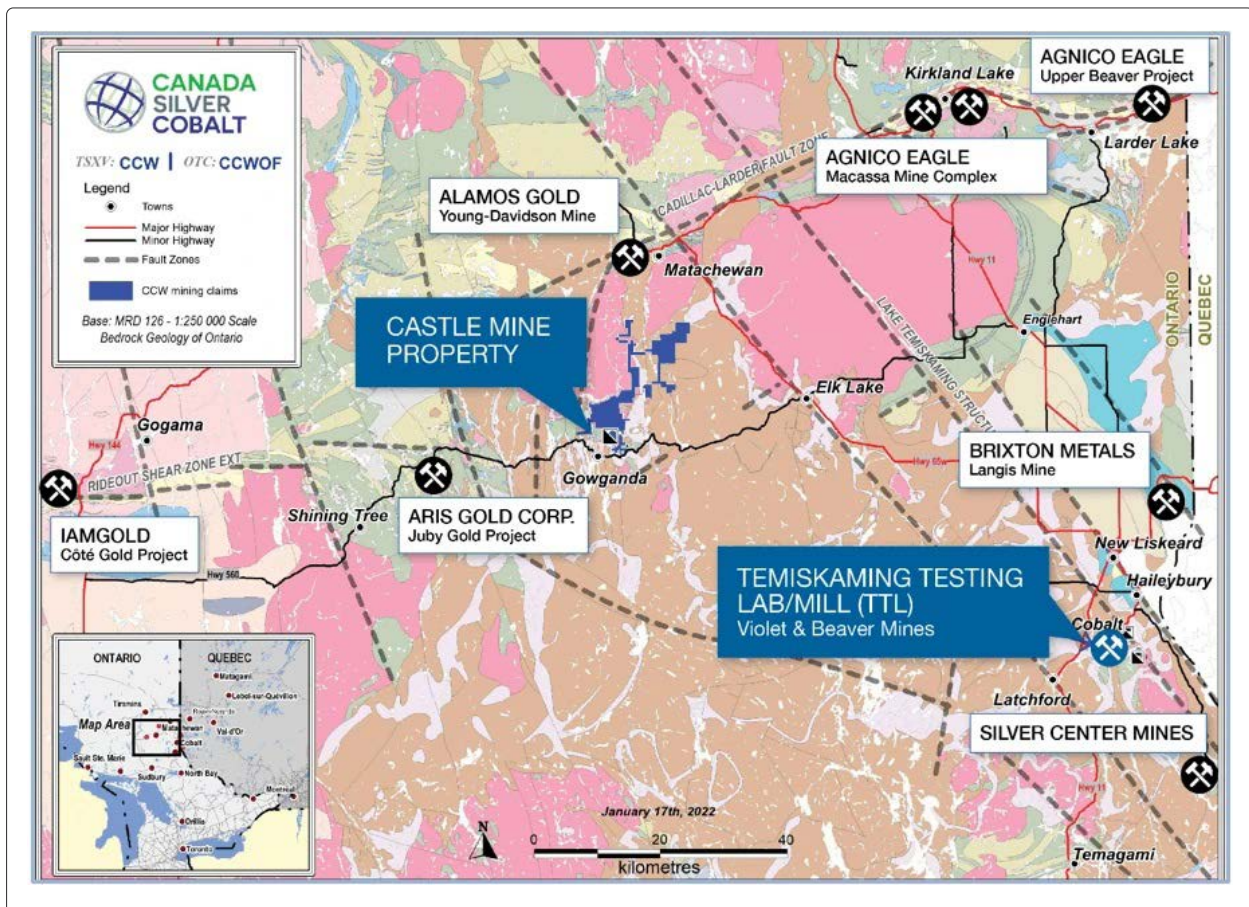 CANADA
SILVER
COBALT
TSXV: CCW | OTC: CCWOF
Legend
Towns
Major Highway
Minor Highway
Fault Zones
CCW mining claims
Base: MRD 126 - 1:250 000 Scale
Bedrock Geology of Ontario
AGNICO EAGLE
Upper Beaver Project
Kirkland Lake
Larder Lake
AGNICO EAGLE
Macassa Mine Complex
CADILLAC-LARDER FAULT ZONE
ALAMOS GOLD
Young-Davidson Mine
Matachewan
Hwy 11
ONTARIO
QUEBEC
CASTLE MINE
PROPERTY
LAKE TEMISKAMING STRUCTU
Englehart
Elk Lake
Gogama
Hwy 144
RIDEOUT SHEAR ZONE EXT
Gowganda
BRIXTON METALS
Langis Mine
IAMGOLD
Côté Gold Project
Shining Tree
ARIS GOLD CORP.
Juby Gold Project
Hwy 560
New Liskeard
Haileybury
TEMISKAMING TESTING
LAB/MILL (TTL)
Violet & Beaver Mines
Cobalt
Latchford
SILVER CENTER MINES
Hwy 11
Temagami
January 17th, 2022
N
0 20 40
kilometres
ONTARIO
QUEBEC
Matagami
Lebel-sur-Quévillon
Timmins
Map Area
Matachewan
Val-d'Or
Cobalt
Sault Ste. Marie
Sudbury
North Bay
Montreal
Orillia
Toronto